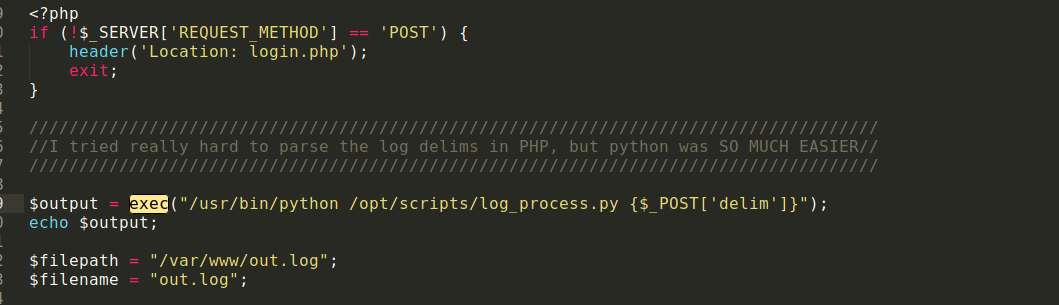 <?php
if (!$_SERVER['REQUEST_METHOD'] == 'POST') {
    header('Location: login.php');
    exit;
}
/////////////////////////////////////////////////////////////////////////////////////
//I tried really hard to parse the log delims in PHP, but python was SO MUCH EASIER//
/////////////////////////////////////////////////////////////////////////////////////
$output = exec("/usr/bin/python /opt/scripts/log_process.py {$_POST['delim']}");
echo $output;
$filepath = "/var/www/out.log";
$filename = "out.log";